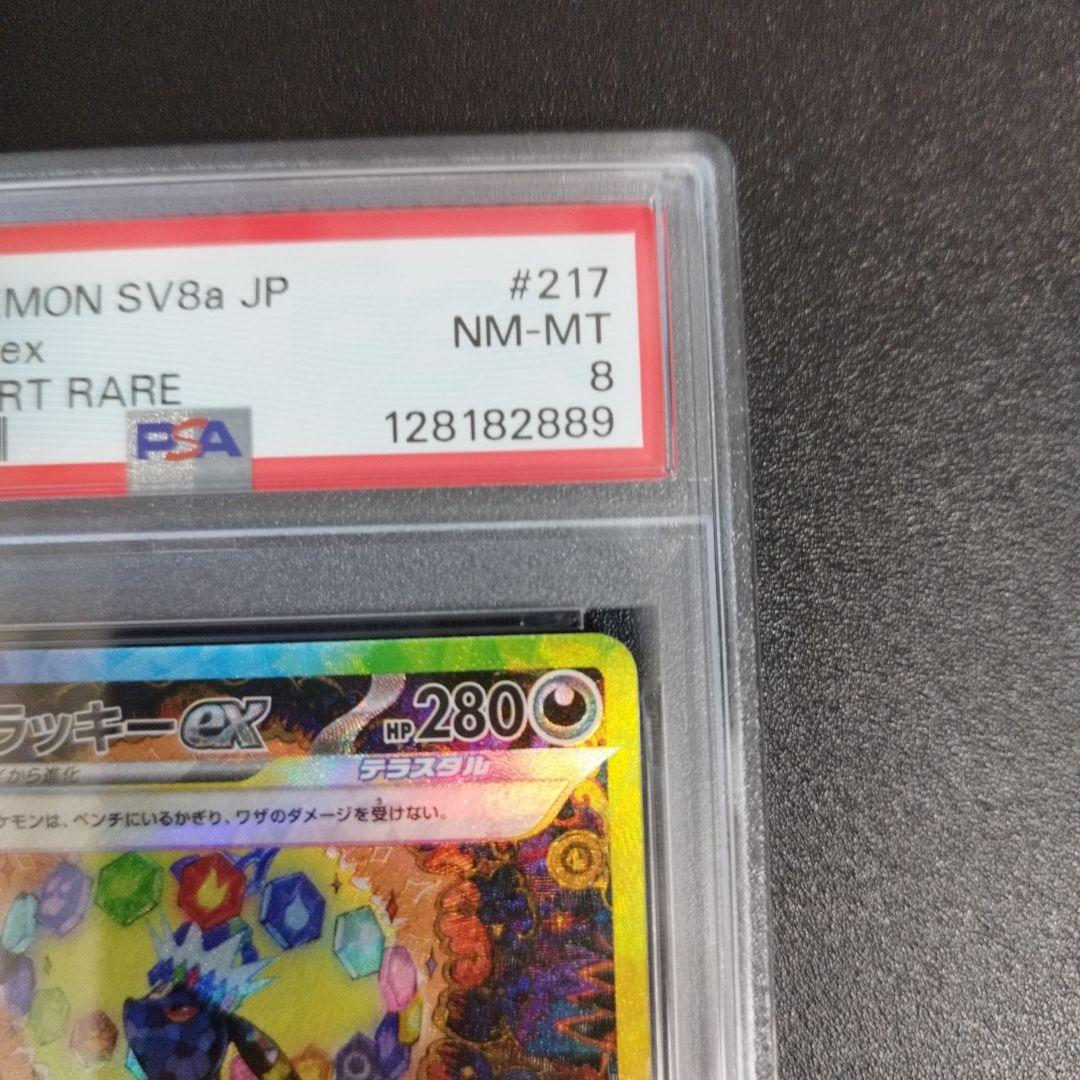 EMON SV8a JP #217
ex NM-MT
RT RARE 8
PSA 128182889
ラッキーex HP280
から進化 テラスタル
ケモンは、ベンチにいるかぎり、ワザのダメージを受けない。